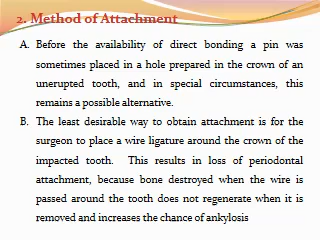 2. Method of Attachment
A. Before the availability of direct bonding a pin was
sometimes placed in a hole prepared in the crown of an
unerupted tooth, and in special circumstances, this
remains a possible alternative.
B. The least desirable way to obtain attachment is for the
surgeon to place a wire ligature around the crown of the
impacted tooth. This results in loss of periodontal
attachment, because bone destroyed when the wire is
passed around the tooth does not regenerate when it is
removed and increases the chance of ankylosis